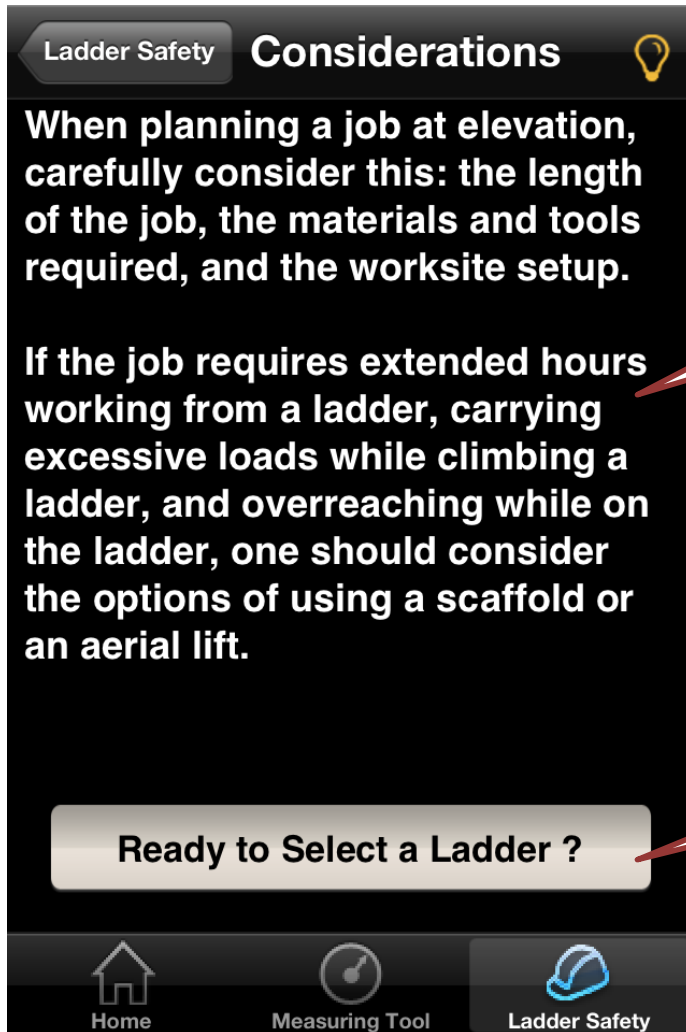 Ladder Safety
Considerations
When planning a job at elevation,
carefully consider this: the length
of the job, the materials and tools
required, and the worksite setup.
If the job requires extended hours
working from a ladder, carrying
excessive loads while climbing a
ladder, and overreaching while on
the ladder, one should consider
the options of using a scaffold or
an aerial lift.
Ready to Select a Ladder ?
Home
Measuring Tool
Ladder Safety